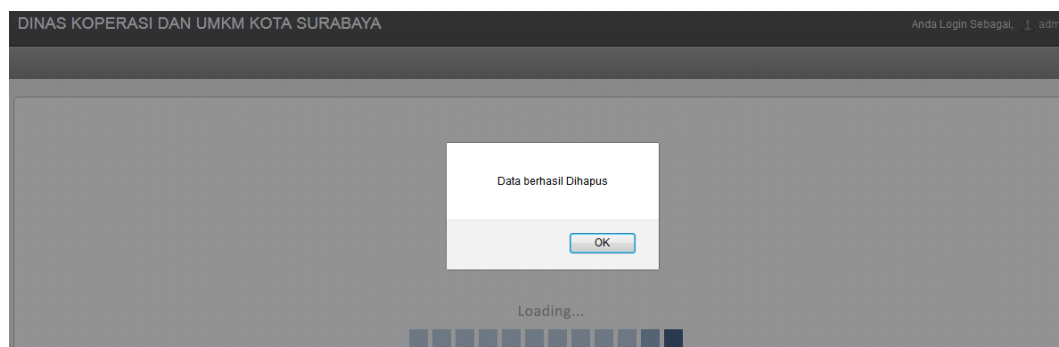 DINAS KOPERASI DAN UMKM KOTA SURABAYA
Anda Login Sebagai,
Data berhasil Dihapus
OK
Loading...